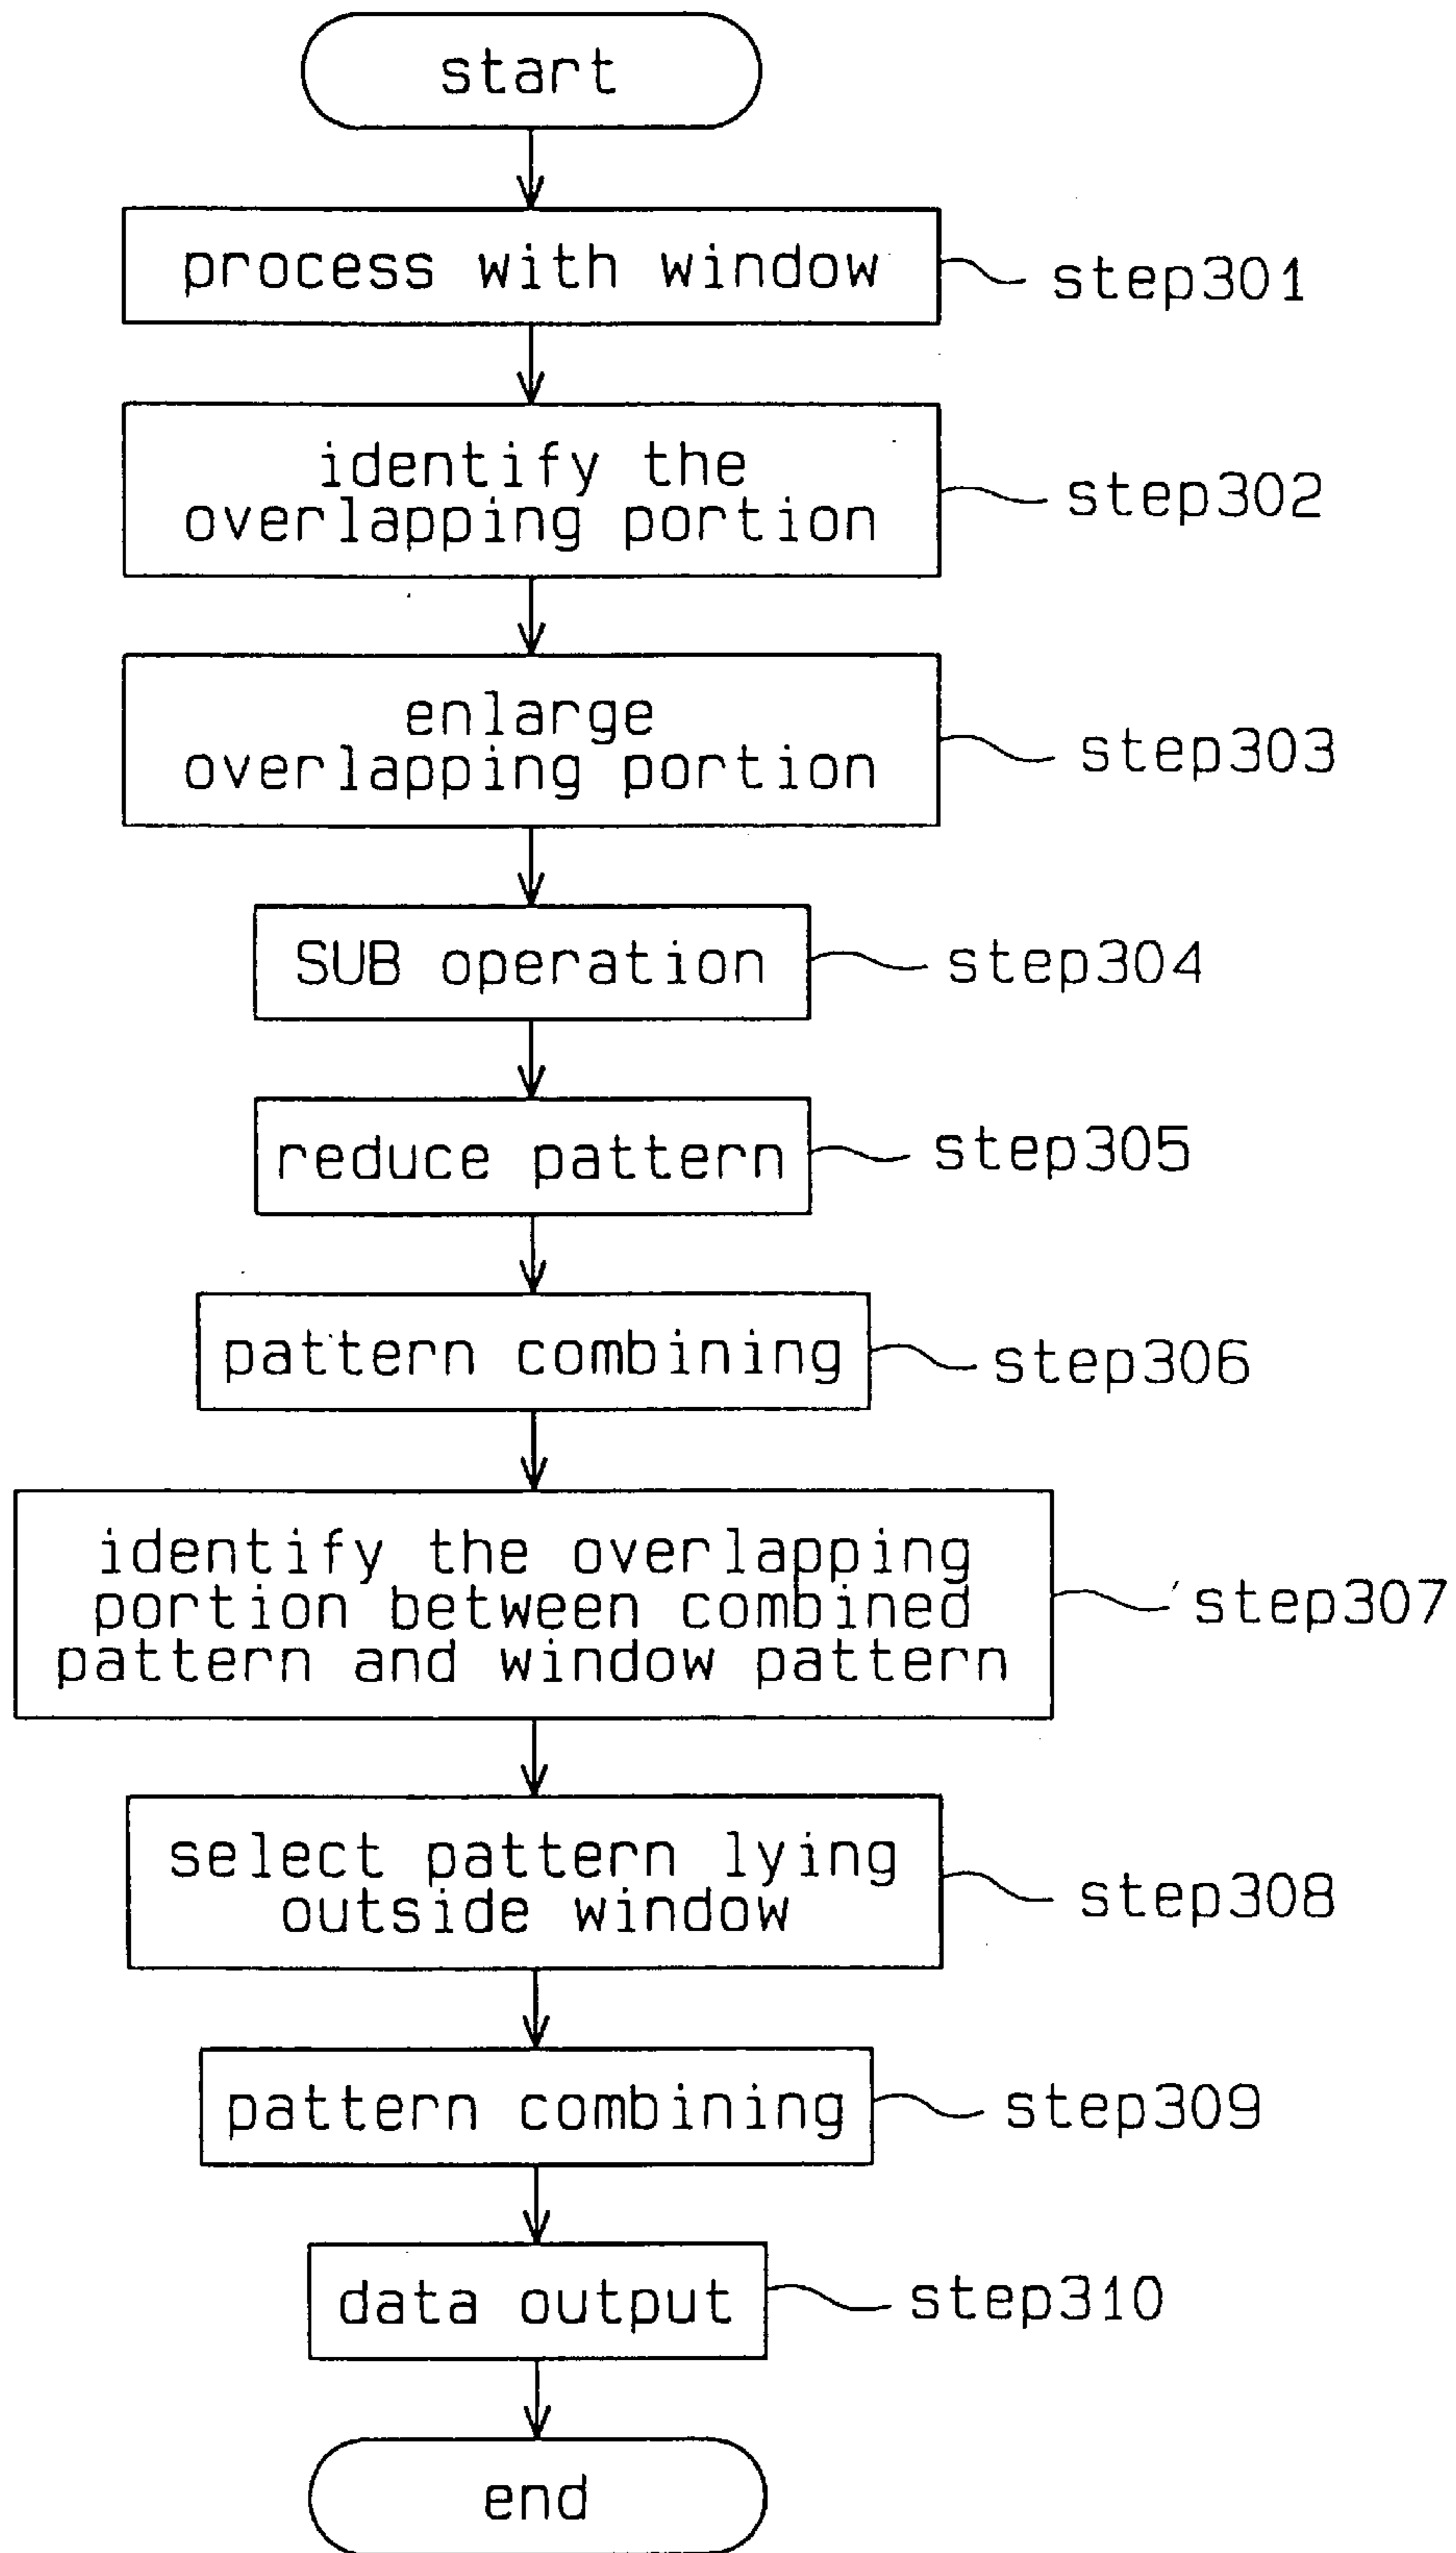 start
process with window
step301
identify the
overlapping portion
step302
enlarge
overlapping portion
step303
SUB operation
step304
reduce pattern
step305
pattern combining
step306
identify the overlapping
portion between combined
pattern and window pattern
step307
select pattern lying
outside window
step308
pattern combining
step309
data output
step310
end